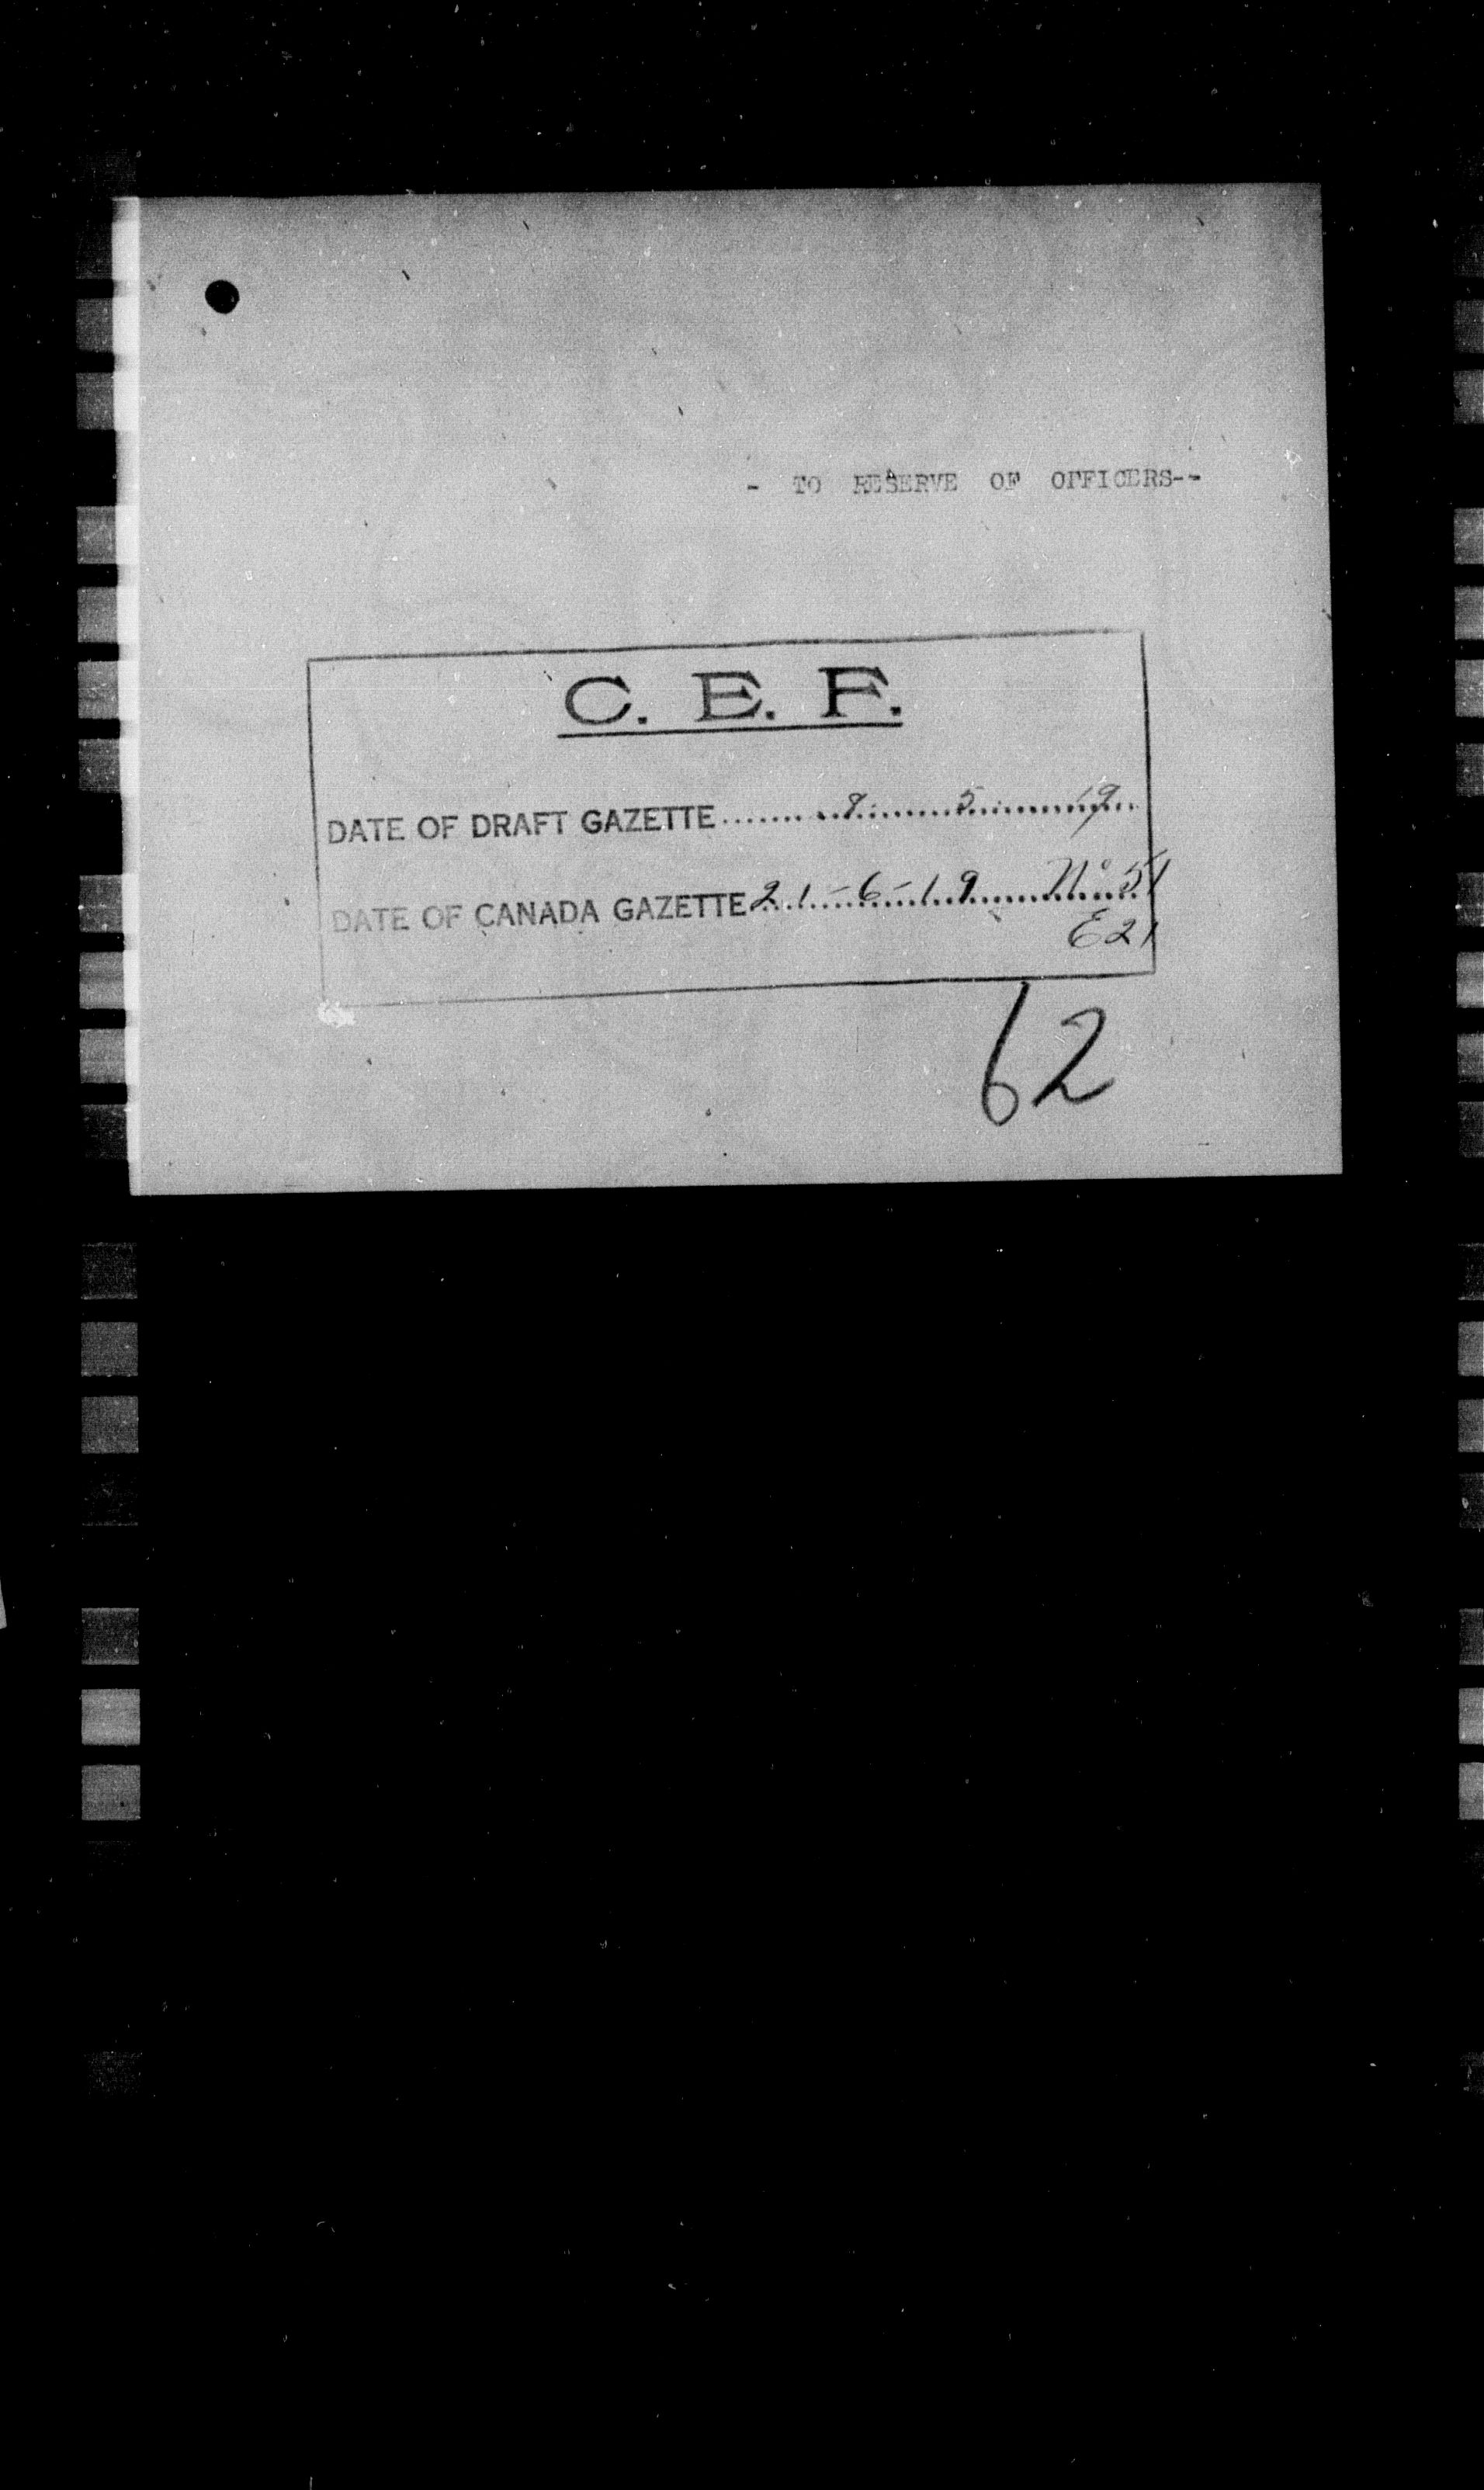 - TO RESERVE OF OFFICERS--
C. E. F.
DATE OF DRAFT GAZETTE........8......5......19
DATE OF CANADA GAZETTE 21-6-19 No 51
E21
62